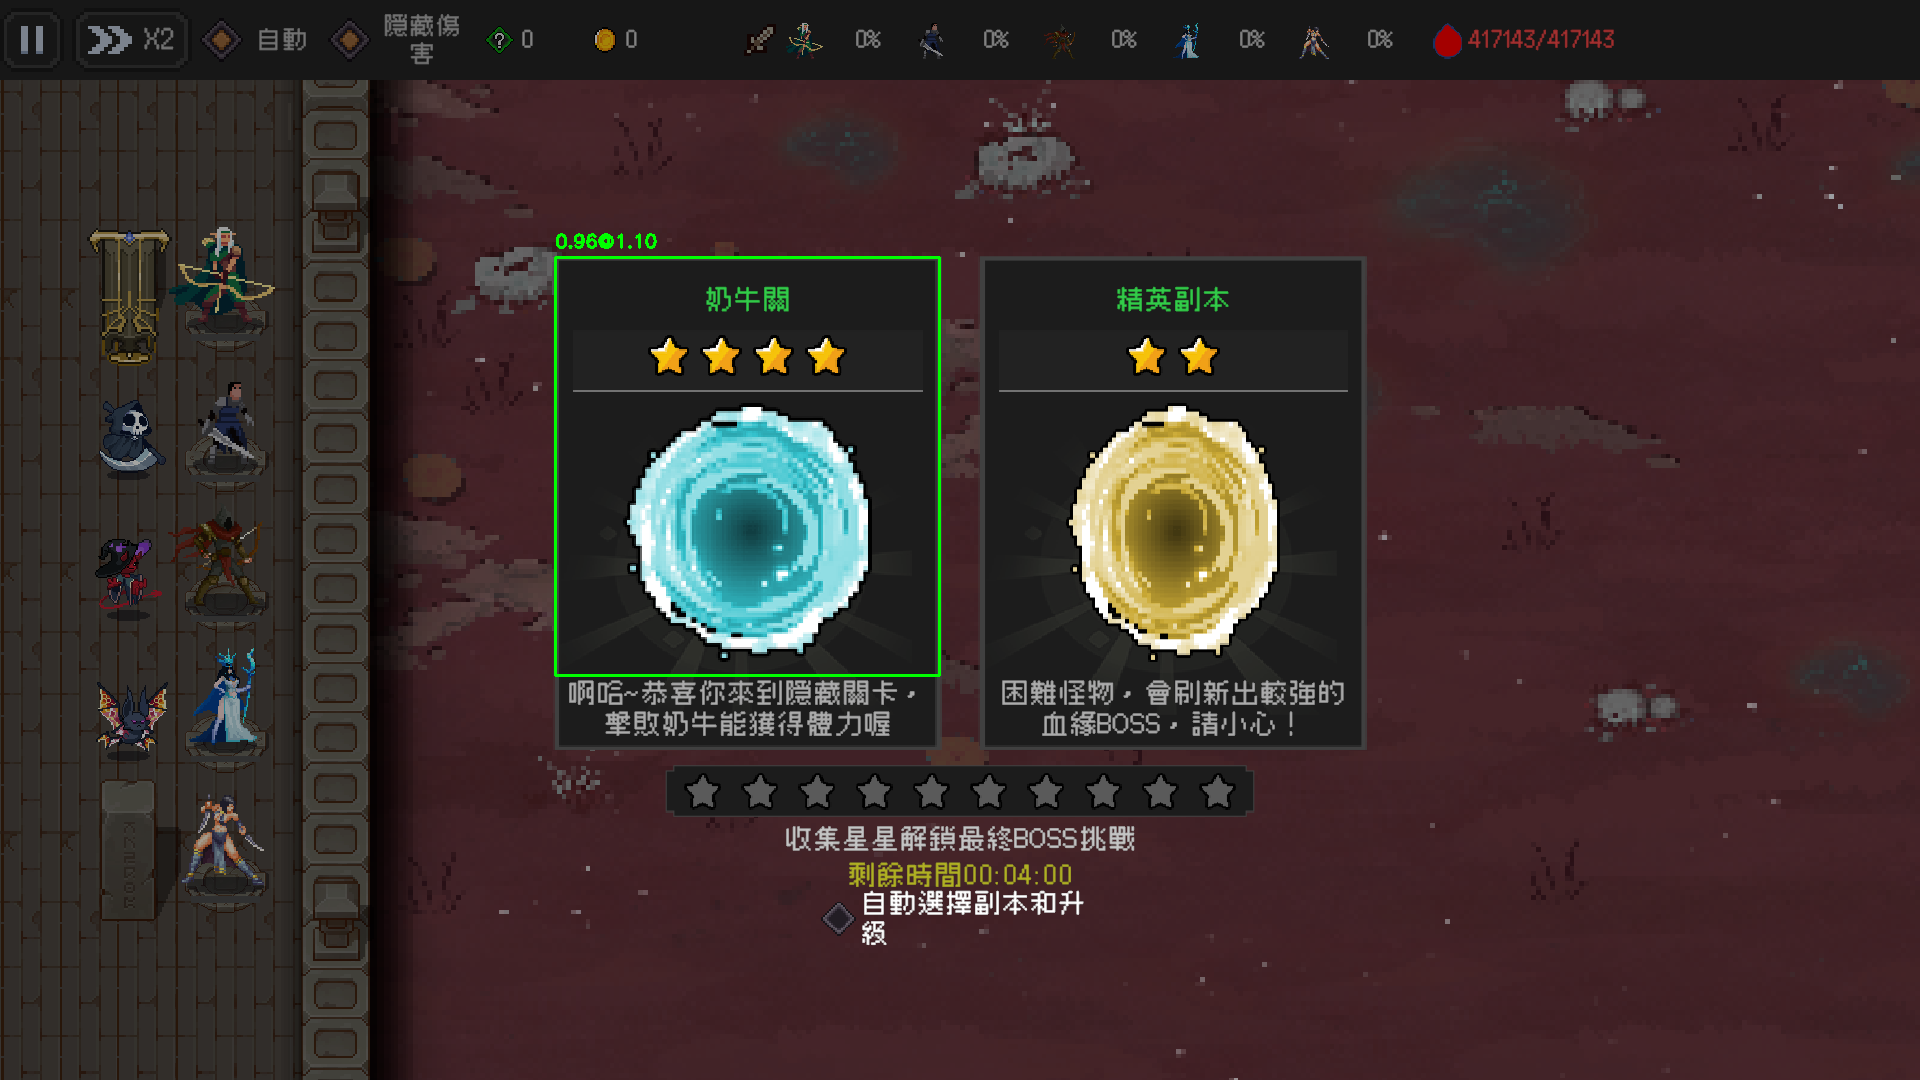 X2
自動
隱藏傷
害
0
0
0%
0%
0%
0%
0%
417143/417143
0.96@1.10
奶牛關
精英副本
啊哈~恭喜你來到隱藏關卡，
擊敗奶牛能獲得體力喔
困難怪物，會刷新出較強的
血緣BOSS，請小心！
收集星星解鎖最終BOSS挑戰
剩餘時間00:04:00
自動選擇副本和升
級